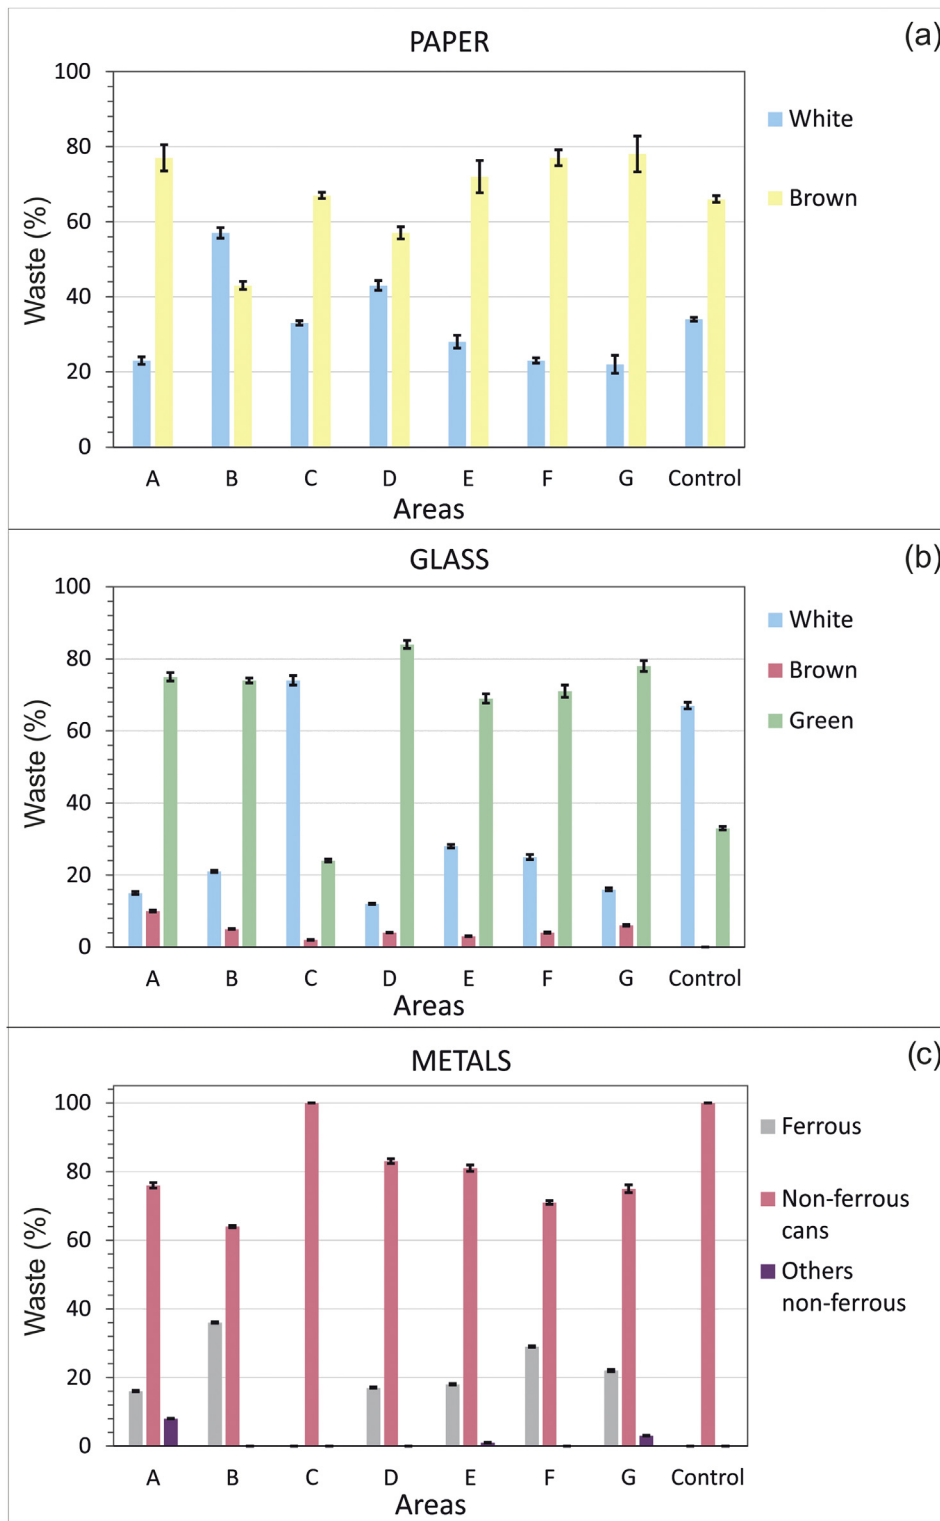 PAPER
(a)
100
80
60
40
20
0
Waste (%)
White
Brown
A B C D E F G Control
Areas
GLASS
(b)
100
80
60
40
20
0
Waste (%)
White
Brown
Green
A B C D E F G Control
Areas
METALS
(c)
100
80
60
40
20
0
Waste (%)
Ferrous
Non-ferrous
cans
Others
non-ferrous
A B C D E F G Control
Areas